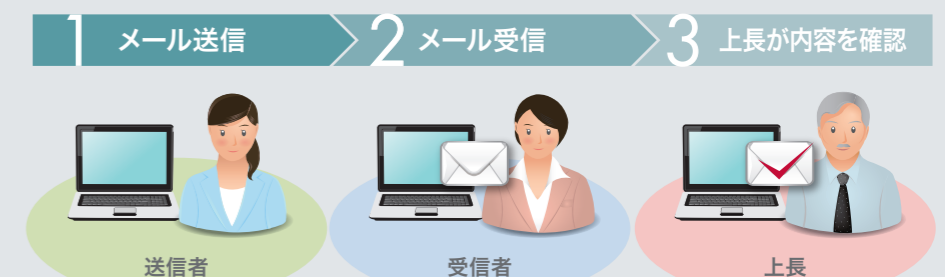 1 メール送信
2 メール受信
3 上長が内容を確認
送信者
受信者
上長